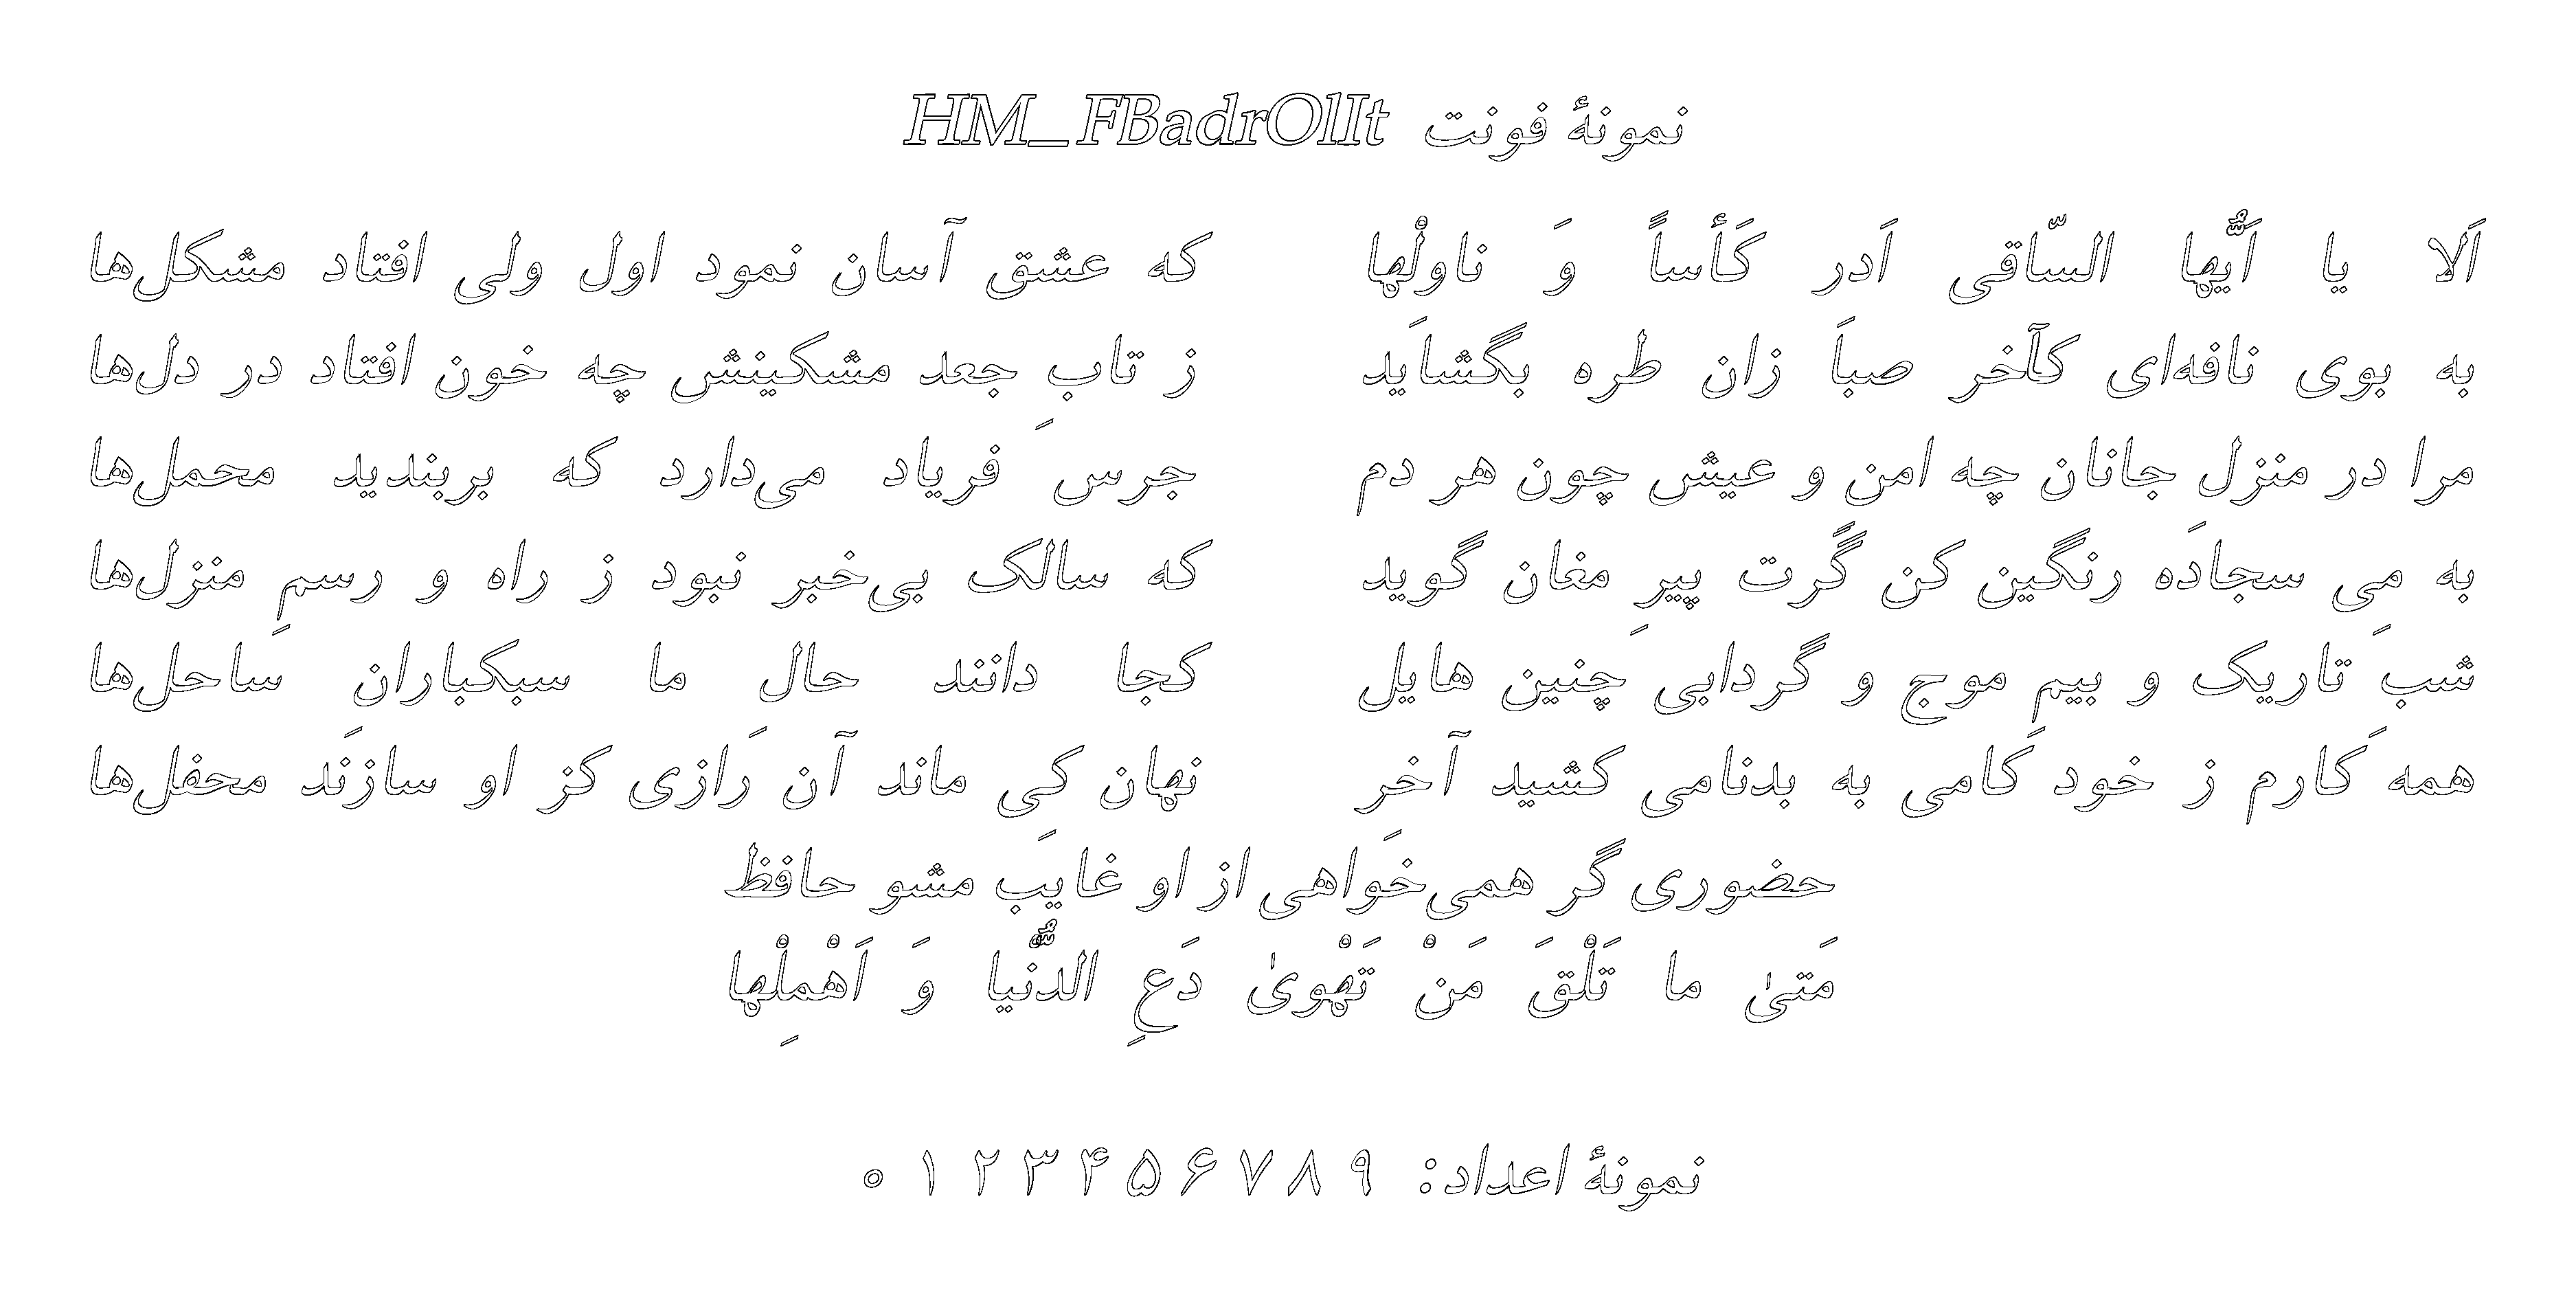 نمونهٔ فونت HM_FBadrOlIt
اَلا یا اَیُّها السّاقی اَدر کَأساً وَ ناولْها که عشق آسان نمود اول ولی افتاد مشکل‌ها
به بوی نافه‌ای کآخر صبا زان طره بگشاید ز تابِ جعد مشکینش چه خون افتاد در دل‌ها
مرا در منزل جانان چه امن و عیش چون هر دم جرس فریاد می‌دارد که بربندید محمل‌ها
به می سجاده رنگین کن گَرت پیرِ مغان گوید که سالک بی‌خبر نبود ز راه و رسمِ منزل‌ها
شبِ تاریک و بیمِ موج و گردابی چنین هایل کجا دانند حالِ ما سبکبارانِ ساحل‌ها
همه کارم ز خود کامی به بدنامی کشید آخرِ نهان کِی ماند آن رازی کز او سازند محفل‌ها
حضوری گر همی‌خواهی از او غایب مشو حافظ
مَتیٰ ما تَلْقَ مَنْ تَهْویٰ دَعِ الدُّنیا وَ اَهْمِلْها
نمونهٔ اعداد: ۹ ۸ ۷ ۶ ۵ ۴ ۳ ۲ ۱ ۰